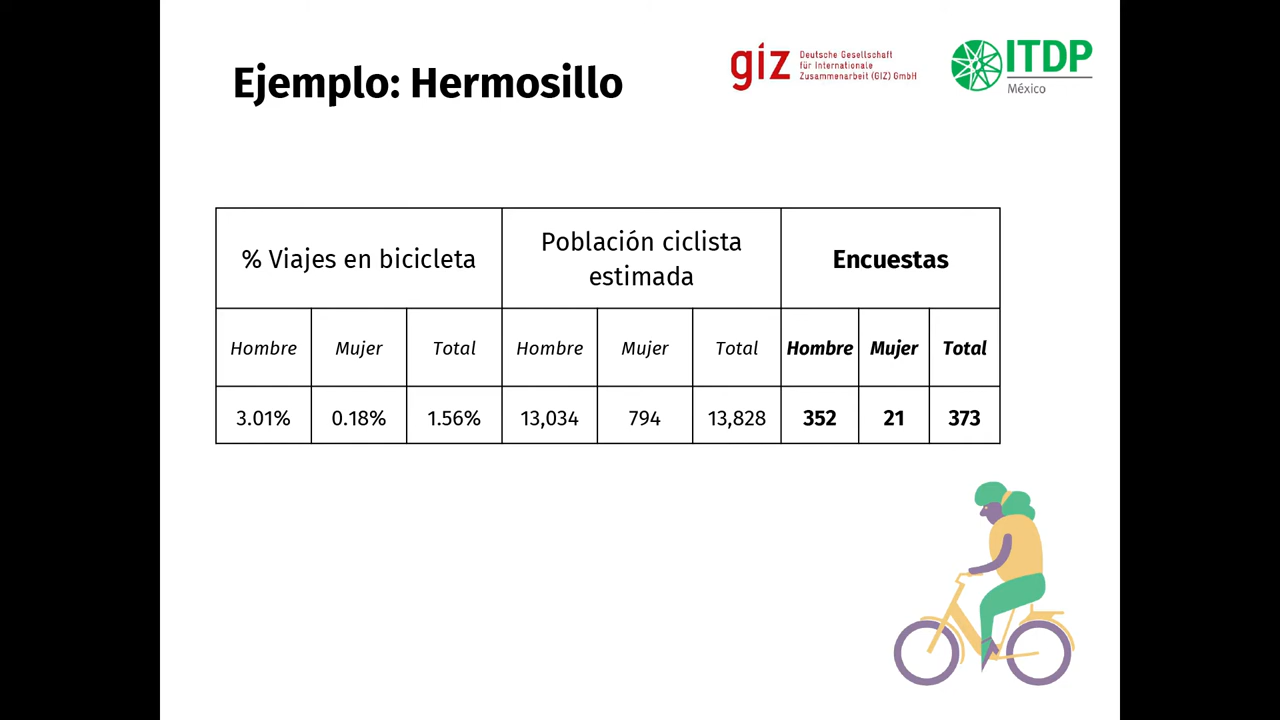 Ejemplo: Hermosillo
giz
Deutsche Gesellschaft
für Internationale
Zusammenarbeit (GIZ) GmbH
ITDP
México
% Viajes en bicicleta
Población ciclista
estimada
Encuestas
Hombre Mujer Total Hombre Mujer Total Hombre Mujer Total
3.01% 0.18% 1.56% 13,034 794 13,828 352 21 373